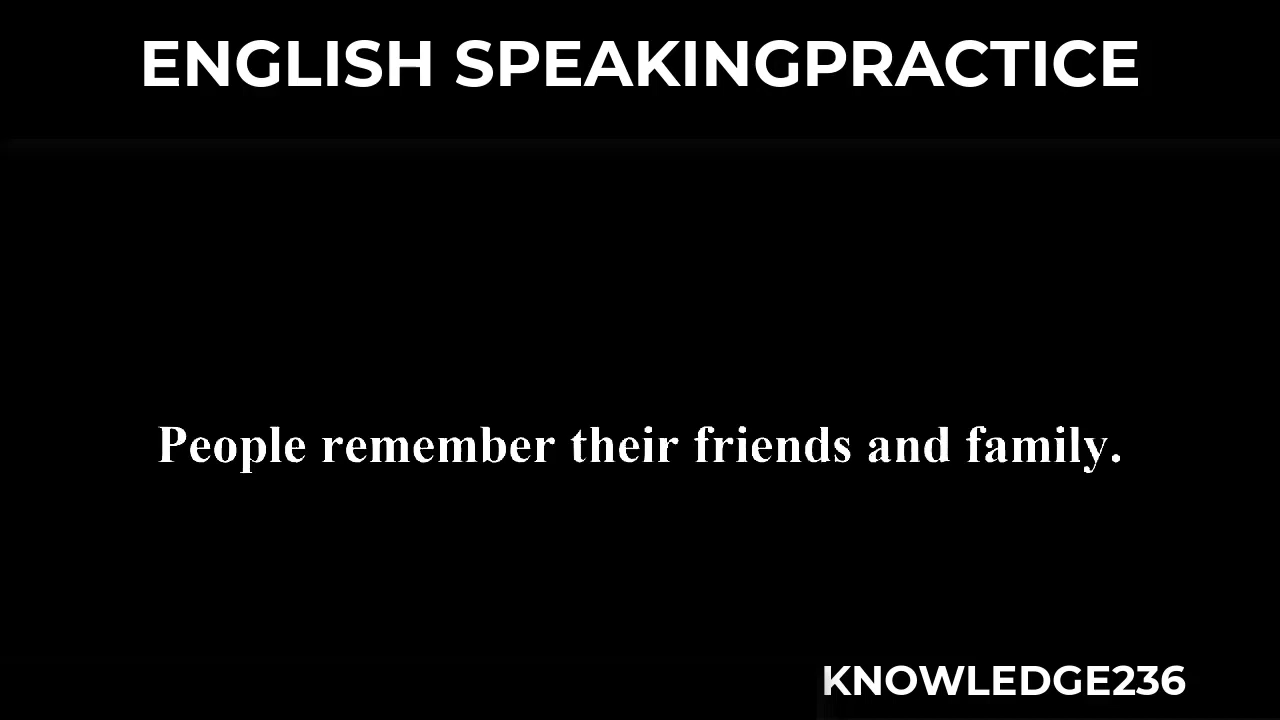 ENGLISH SPEAKINGPRACTICE
People remember their friends and family.
KNOWLEDGE236